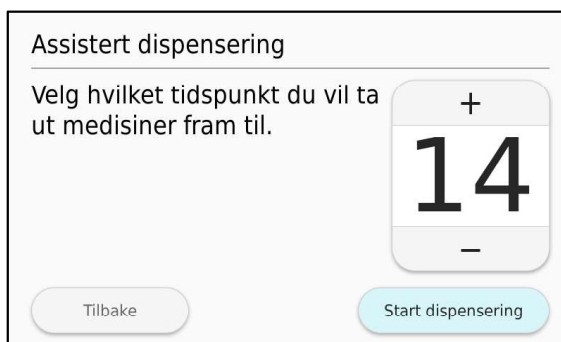 Assistert dispensering
Velg hvilket tidspunkt du vil ta
ut medisiner fram til.
+
14
−
Tilbake
Start dispensering